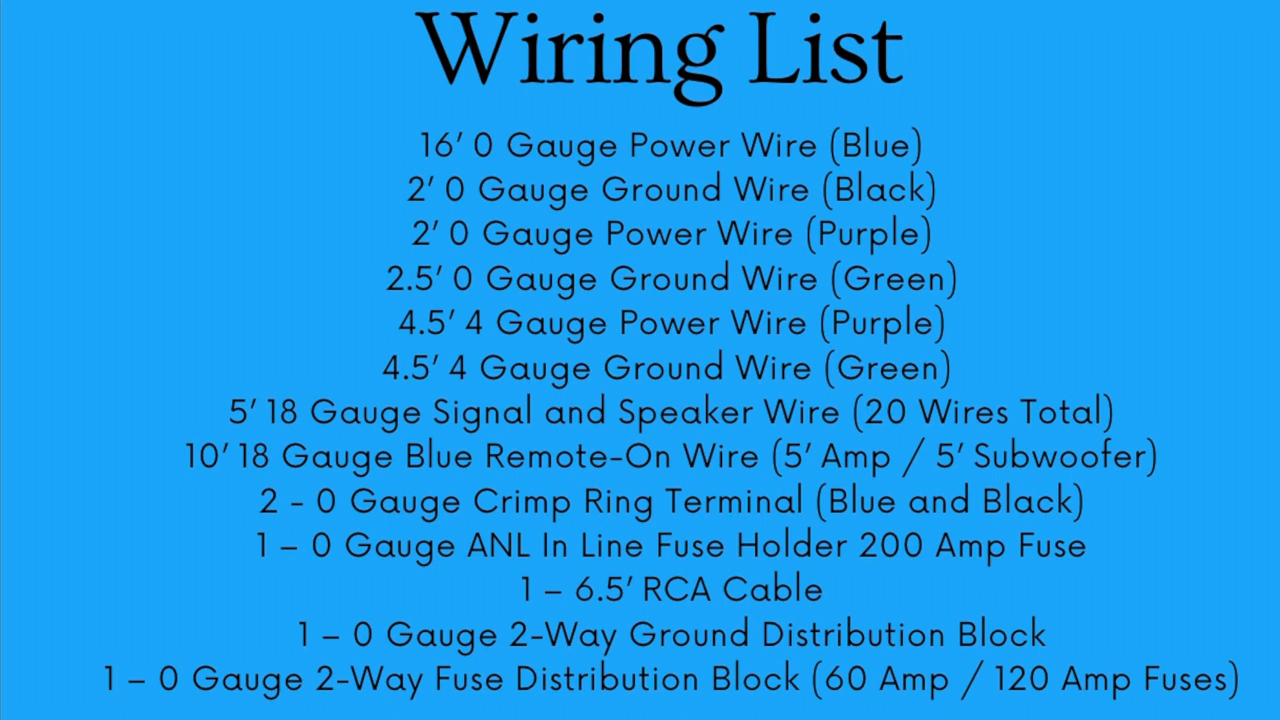 Wiring List
16’ 0 Gauge Power Wire (Blue)
2’ 0 Gauge Ground Wire (Black)
2’ 0 Gauge Power Wire (Purple)
2.5’ 0 Gauge Ground Wire (Green)
4.5’ 4 Gauge Power Wire (Purple)
4.5’ 4 Gauge Ground Wire (Green)
5’ 18 Gauge Signal and Speaker Wire (20 Wires Total)
10’ 18 Gauge Blue Remote-On Wire (5’ Amp / 5’ Subwoofer)
2 - 0 Gauge Crimp Ring Terminal (Blue and Black)
1 – 0 Gauge ANL In Line Fuse Holder 200 Amp Fuse
1 – 6.5’ RCA Cable
1 – 0 Gauge 2-Way Ground Distribution Block
1 – 0 Gauge 2-Way Fuse Distribution Block (60 Amp / 120 Amp Fuses)